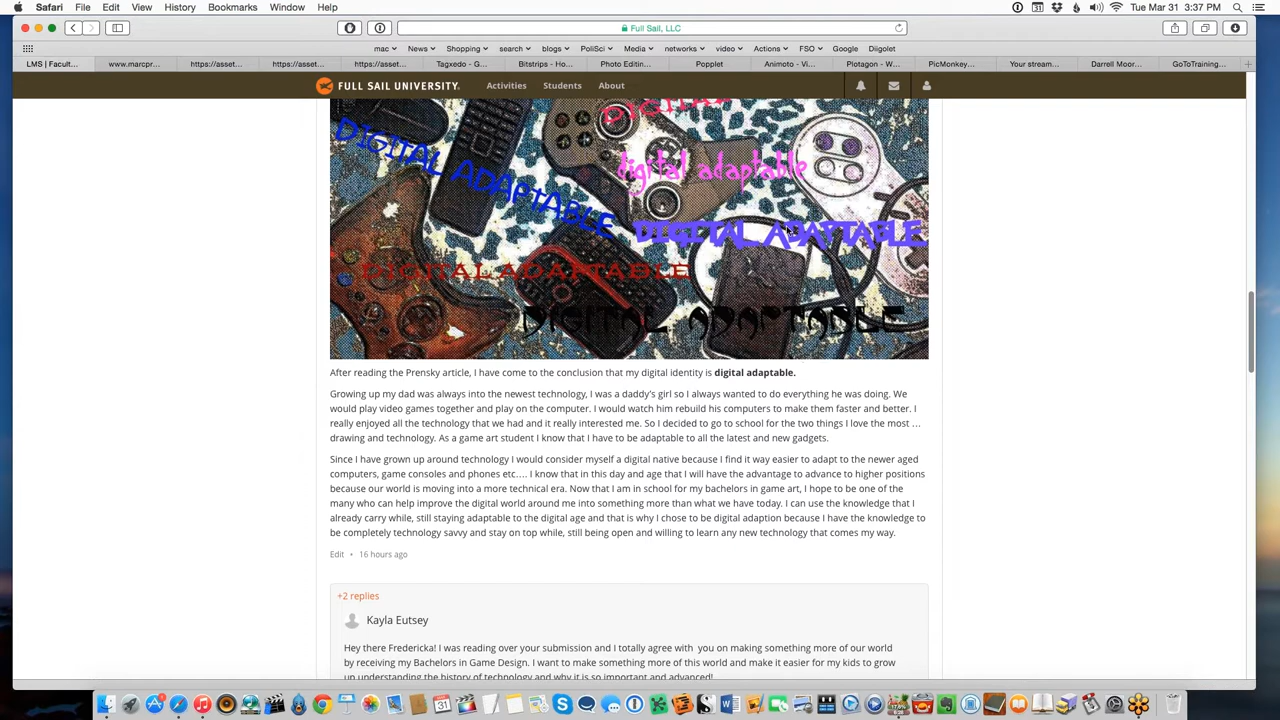 Safari File Edit View History Bookmarks Window Help Tue Mar 31 3:37 PM
Full Sail, LLC
mac News Shopping search blogs PoliSci Media networks video Actions FSO Google Diigolet
LMS | Facult... www.marcpr... https://asset... https://asset... https://asset... Tagxedo - G... Bitstrips - Ho... Photo Editin... Popplet Animoto - Vi... Plotagon - W... PicMonkey... Your stream... Darrell Moor... GoToTraining...
FULL SAIL UNIVERSITY. Activities Students About
DIGITAL
DIGITAL ADAPTABLE
digital adaptable
DIGITAL ADAPTABLE
DIGITAL ADAPTABLE
DIGITAL ADAPTABLE
After reading the Prensky article, I have come to the conclusion that my digital identity is digital adaptable.
Growing up my dad was always into the newest technology, I was a daddy's girl so I always wanted to do everything he was doing. We
would play video games together and play on the computer. I would watch him rebuild his computers to make them faster and better. I
really enjoyed all the technology that we had and it really interested me. So I decided to go to school for the two things I love the most ...
drawing and technology. As a game art student I know that I have to be adaptable to all the latest and new gadgets.
Since I have grown up around technology I would consider myself a digital native because I find it way easier to adapt to the newer aged
computers, game consoles and phones etc.... I know that in this day and age that I will have the advantage to advance to higher positions
because our world is moving into a more technical era. Now that I am in school for my bachelors in game art, I hope to be one of the
many who can help improve the digital world around me into something more than what we have today. I can use the knowledge that I
already carry while, still staying adaptable to the digital age and that is why I chose to be digital adaption because I have the knowledge to
be completely technology savvy and stay on top while, still being open and willing to learn any new technology that comes my way.
Edit • 16 hours ago
+2 replies
Kayla Eutsey
Hey there Fredericka! I was reading over your submission and I totally agree with you on making something more of our world
by receiving my Bachelors in Game Design. I want to make something more of this world and make it easier for my kids to grow
up understanding the history of technology and why it is so important and advanced!